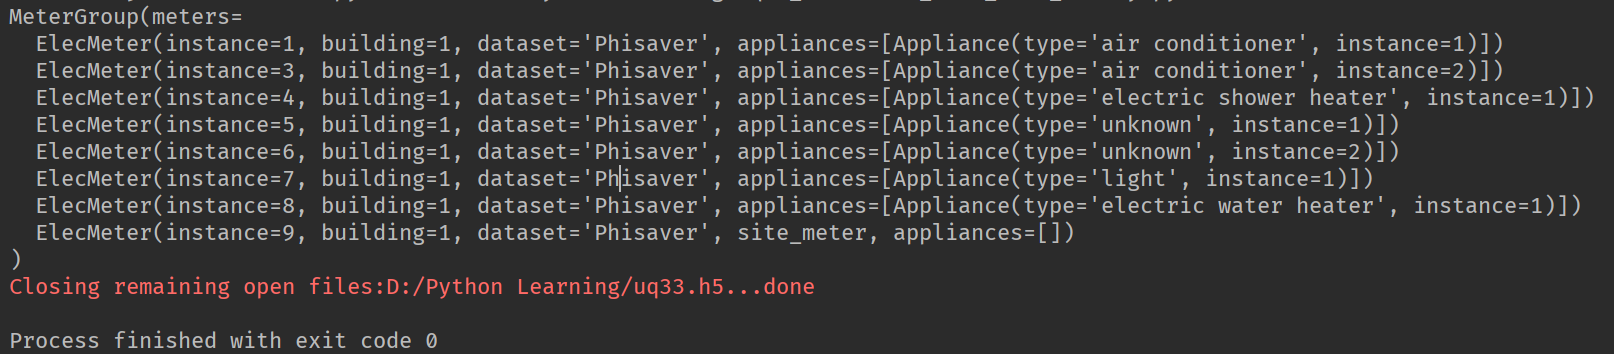 MeterGroup(meters=
  ElecMeter(instance=1, building=1, dataset='Phisaver', appliances=[Appliance(type='air conditioner', instance=1)])
  ElecMeter(instance=3, building=1, dataset='Phisaver', appliances=[Appliance(type='air conditioner', instance=2)])
  ElecMeter(instance=4, building=1, dataset='Phisaver', appliances=[Appliance(type='electric shower heater', instance=1)])
  ElecMeter(instance=5, building=1, dataset='Phisaver', appliances=[Appliance(type='unknown', instance=1)])
  ElecMeter(instance=6, building=1, dataset='Phisaver', appliances=[Appliance(type='unknown', instance=2)])
  ElecMeter(instance=7, building=1, dataset='Phisaver', appliances=[Appliance(type='light', instance=1)])
  ElecMeter(instance=8, building=1, dataset='Phisaver', appliances=[Appliance(type='electric water heater', instance=1)])
  ElecMeter(instance=9, building=1, dataset='Phisaver', site_meter, appliances=[])
)
Closing remaining open files:D:/Python Learning/uq33.h5...done
Process finished with exit code 0